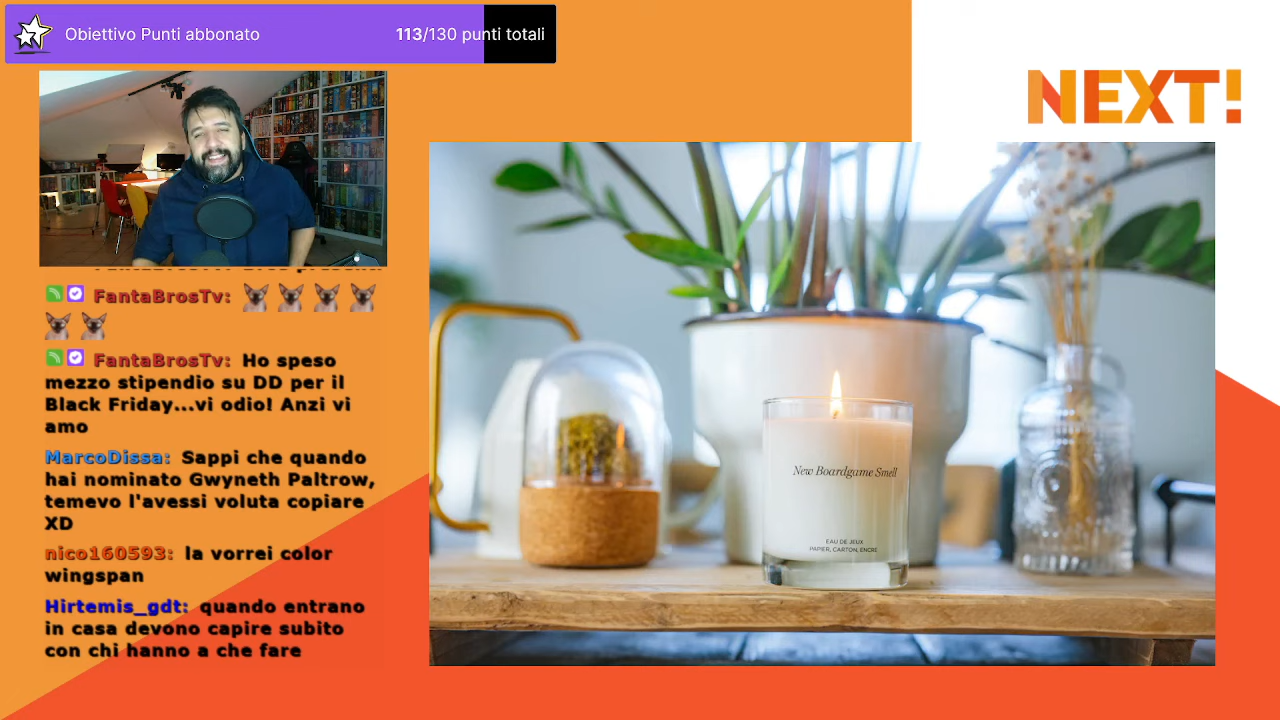 Obiettivo Punti abbonato
113/130 punti totali
NEXT!
FantaBrosTv:
FantaBrosTv: Ho speso
mezzo stipendio su DD per il
Black Friday...vi odio! Anzi vi
amo
MarcoDissa: Sappi che quando
hai nominato Gwyneth Paltrow,
temevo l'avessi voluta copiare
XD
nico160593: la vorrei color
wingspan
Hirtemis_gdt: quando entrano
in casa devono capire subito
con chi hanno a che fare
New Boardgame Smell
EAU DE JEUX
PAPIER, CARTON, ENCRE